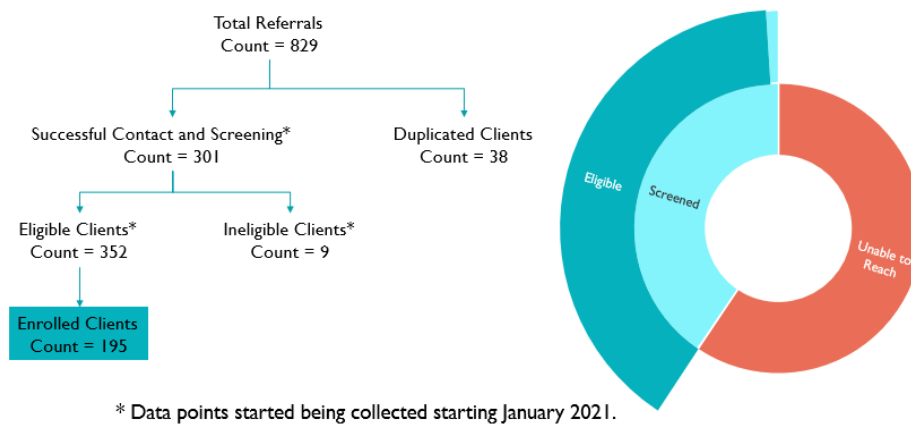 Total Referrals
Count = 829
Successful Contact and Screening*
Count = 301
Duplicated Clients
Count = 38
Eligible Clients*
Count = 352
Ineligible Clients*
Count = 9
Enrolled Clients
Count = 195
Eligible
Screened
Unable to
Reach
* Data points started being collected starting January 2021.